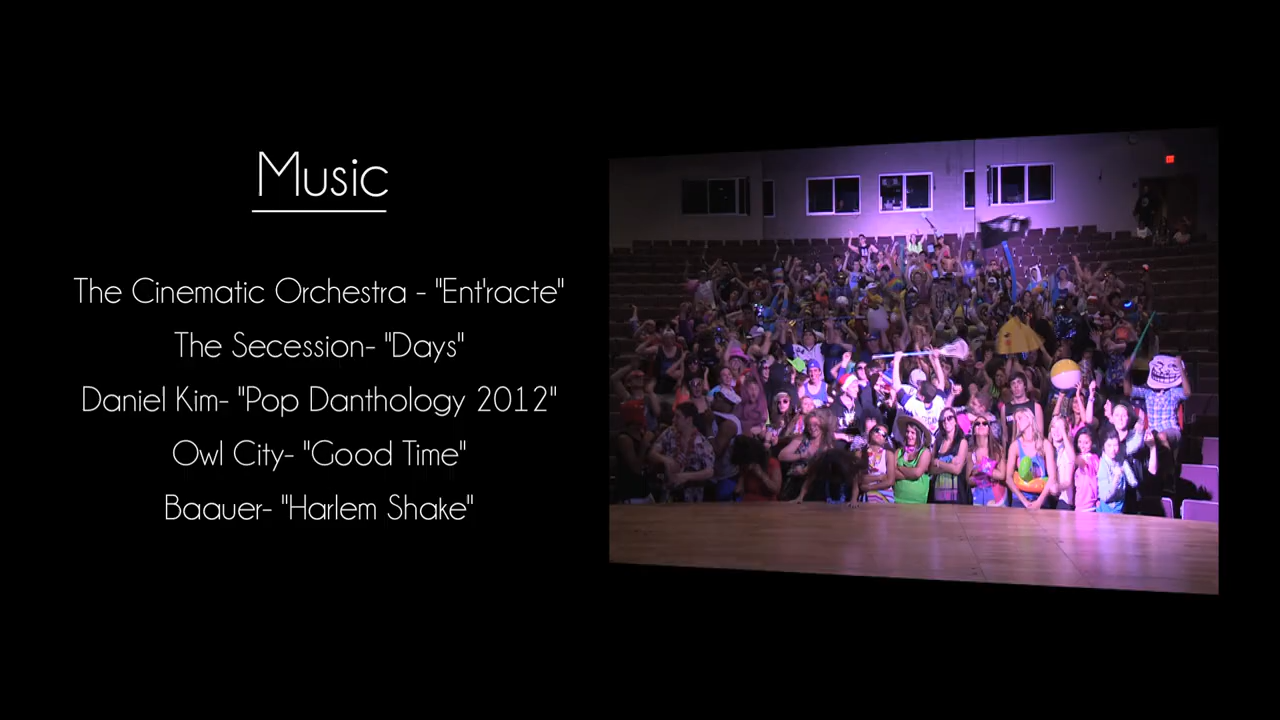 Music
The Cinematic Orchestra - "Ent'racte"
The Secession- "Days"
Daniel Kim- "Pop Danthology 2012"
Owl City- "Good Time"
Baauer- "Harlem Shake"